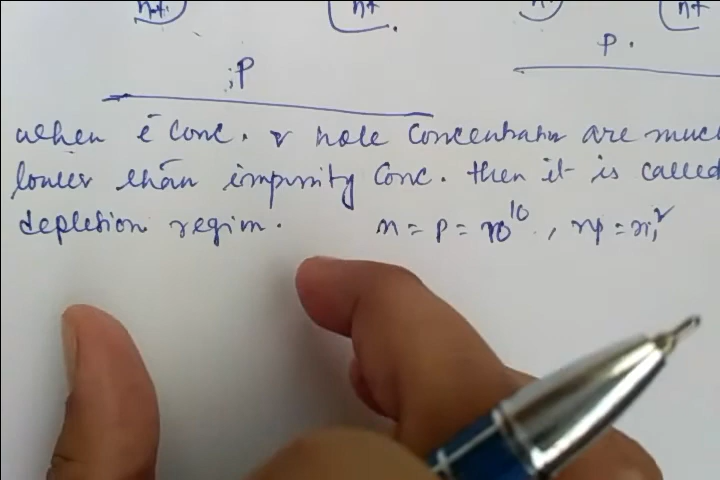 n+ n+ n+
P.
;P
when ē conc. & hole concentration are much
lower than impurity conc. then it is called
depletion region. n = p = 10^10., np = ni^2